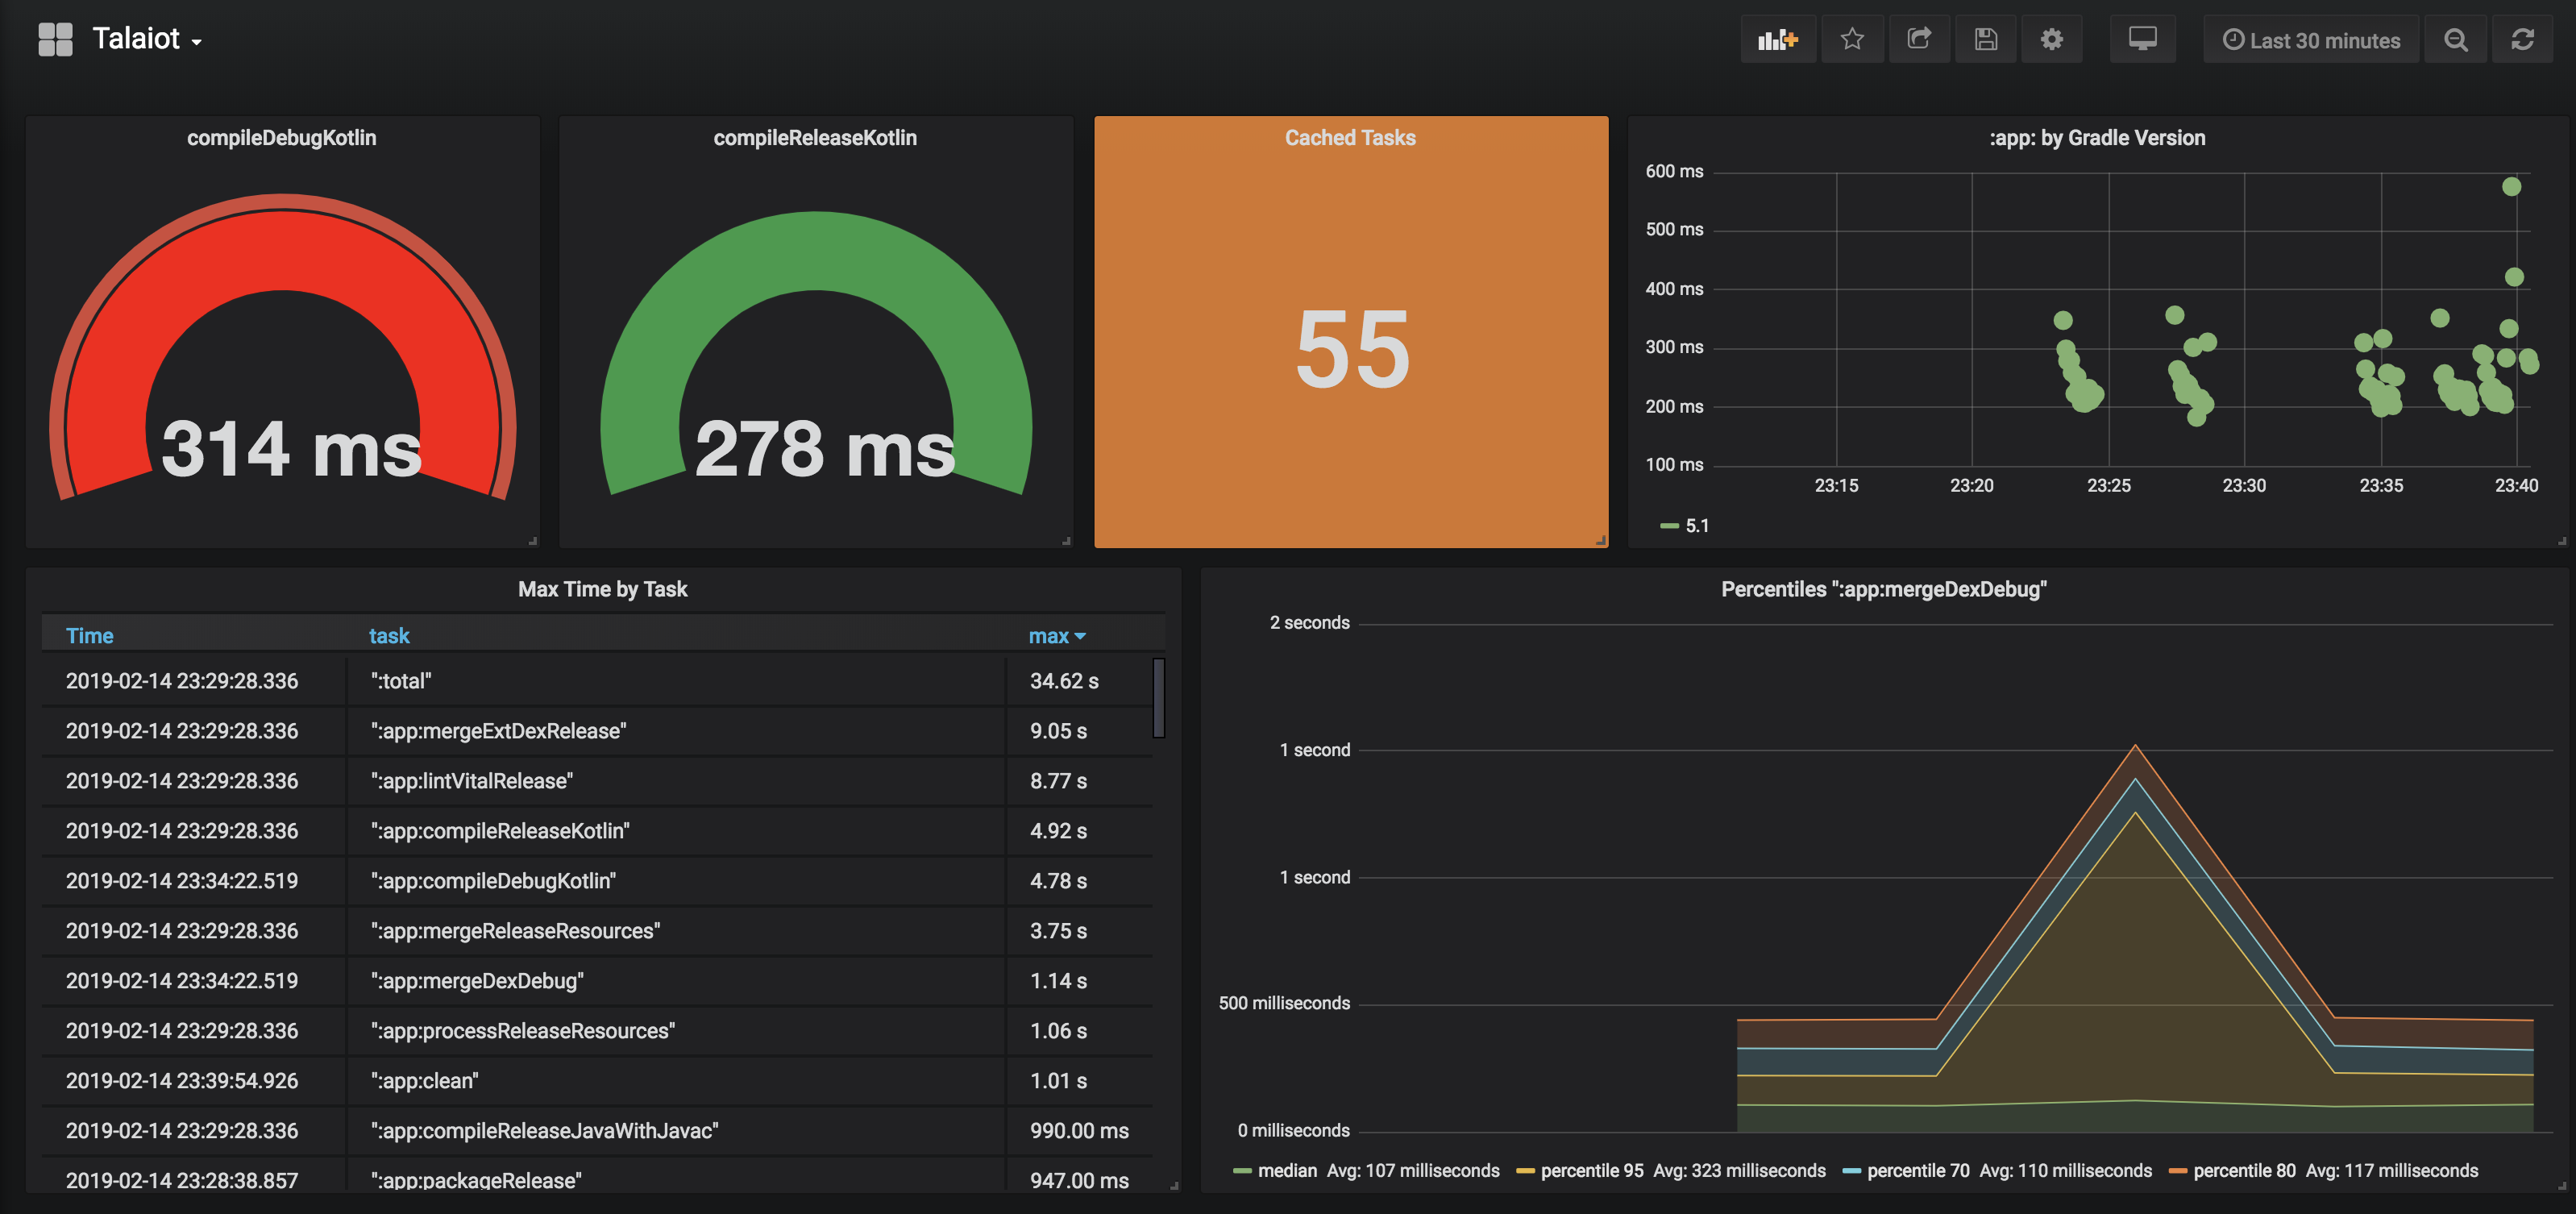 Talaiot
Last 30 minutes
compileDebugKotlin
314 ms
compileReleaseKotlin
278 ms
Cached Tasks
55
:app: by Gradle Version
600 ms
500 ms
400 ms
300 ms
200 ms
100 ms
23:15 23:20 23:25 23:30 23:35 23:40
5.1
Max Time by Task
Time task max
2019-02-14 23:29:28.336 ":total" 34.62 s
2019-02-14 23:29:28.336 ":app:mergeExtDexRelease" 9.05 s
2019-02-14 23:29:28.336 ":app:lintVitalRelease" 8.77 s
2019-02-14 23:29:28.336 ":app:compileReleaseKotlin" 4.92 s
2019-02-14 23:34:22.519 ":app:compileDebugKotlin" 4.78 s
2019-02-14 23:29:28.336 ":app:mergeReleaseResources" 3.75 s
2019-02-14 23:34:22.519 ":app:mergeDexDebug" 1.14 s
2019-02-14 23:29:28.336 ":app:processReleaseResources" 1.06 s
2019-02-14 23:39:54.926 ":app:clean" 1.01 s
2019-02-14 23:29:28.336 ":app:compileReleaseJavaWithJavac" 990.00 ms
2019-02-14 23:28:38.857 ":app:packageRelease" 947.00 ms
Percentiles ":app:mergeDexDebug"
2 seconds
1 second
1 second
500 milliseconds
0 milliseconds
median Avg: 107 milliseconds percentile 95 Avg: 323 milliseconds percentile 70 Avg: 110 milliseconds percentile 80 Avg: 117 milliseconds